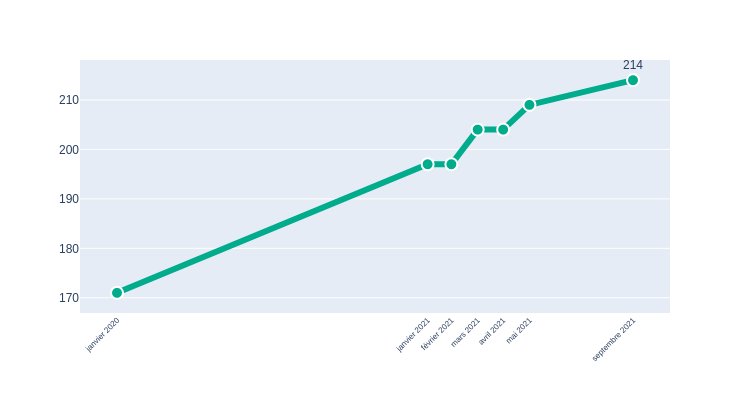 214
210
200
190
180
170
janvier 2020
janvier 2021
février 2021
mars 2021
avril 2021
mai 2021
septembre 2021